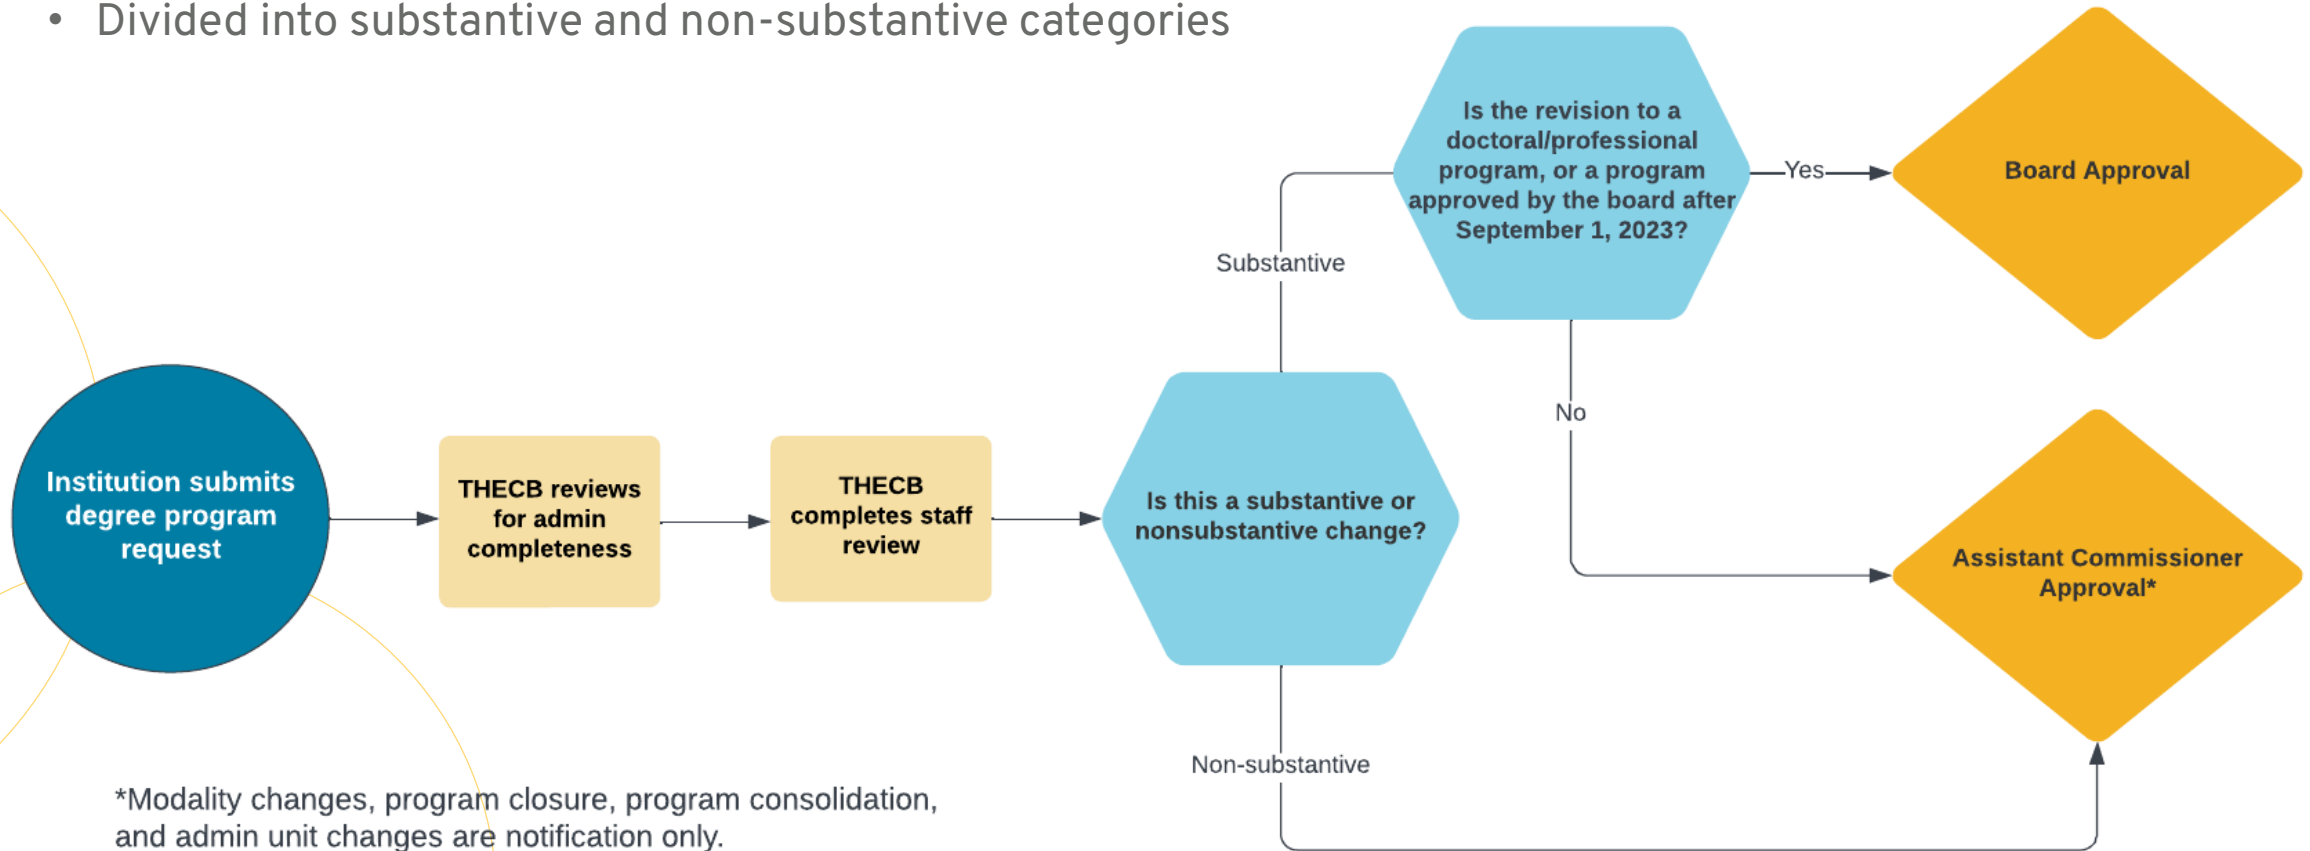 • Divided into substantive and non-substantive categories
Institution submits
degree program
request
THECB reviews
for admin
completeness
THECB
completes staff
review
Is this a substantive or
nonsubstantive change?
Substantive
Is the revision to a
doctoral/professional
program, or a program
approved by the board after
September 1, 2023?
Yes
Board Approval
No
Assistant Commissioner
Approval*
Non-substantive
*Modality changes, program closure, program consolidation,
and admin unit changes are notification only.